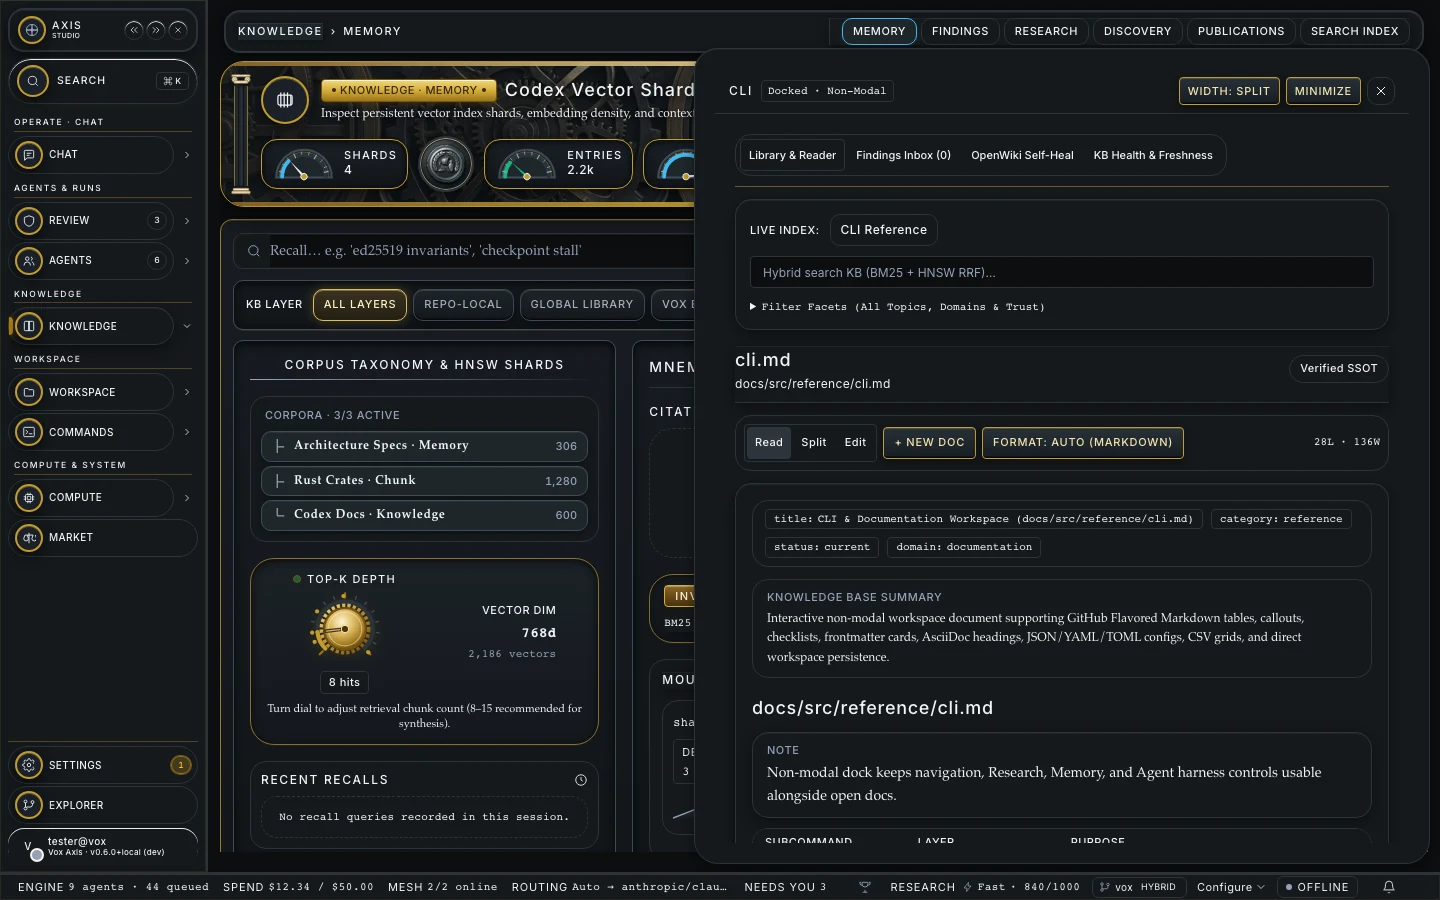 AXIS
STUDIO
SEARCH
⌘ K
OPERATE · CHAT
CHAT
AGENTS & RUNS
REVIEW 3
AGENTS 6
KNOWLEDGE
KNOWLEDGE
WORKSPACE
WORKSPACE
COMMANDS
COMPUTE & SYSTEM
COMPUTE
MARKET
SETTINGS 1
EXPLORER
V
tester@vox
Vox Axis · v0.6.0+local (dev)
KNOWLEDGE › MEMORY
MEMORY FINDINGS RESEARCH DISCOVERY PUBLICATIONS SEARCH INDEX
• KNOWLEDGE · MEMORY • Codex Vector Shard
Inspect persistent vector index shards, embedding density, and contex
SHARDS
4
ENTRIES
2.2k
Recall… e.g. 'ed25519 invariants', 'checkpoint stall'
KB LAYER ALL LAYERS REPO-LOCAL GLOBAL LIBRARY VOX
CORPUS TAXONOMY & HNSW SHARDS
CORPORA · 3/3 ACTIVE
├ Architecture Specs · Memory 306
├ Rust Crates · Chunk 1,280
└ Codex Docs · Knowledge 600
TOP-K DEPTH
8 hits
VECTOR DIM
768d
2,186 vectors
Turn dial to adjust retrieval chunk count (8–15 recommended for
synthesis).
RECENT RECALLS
No recall queries recorded in this session.
MNEM
CITAT
INV
BM25
MOU
sha
DE
3
CLI Docked · Non-Modal WIDTH: SPLIT MINIMIZE
Library & Reader Findings Inbox (0) OpenWiki Self-Heal KB Health & Freshness
LIVE INDEX: CLI Reference
Hybrid search KB (BM25 + HNSW RRF)...
▶ Filter Facets (All Topics, Domains & Trust)
cli.md
docs/src/reference/cli.md
Verified SSOT
Read Split Edit + NEW DOC FORMAT: AUTO (MARKDOWN) 28L · 136W
title: CLI & Documentation Workspace (docs/src/reference/cli.md) category: reference
status: current domain: documentation
KNOWLEDGE BASE SUMMARY
Interactive non-modal workspace document supporting GitHub Flavored Markdown tables, callouts,
checklists, frontmatter cards, AsciiDoc headings, JSON/YAML/TOML configs, CSV grids, and direct
workspace persistence.
docs/src/reference/cli.md
NOTE
Non-modal dock keeps navigation, Research, Memory, and Agent harness controls usable
alongside open docs.
SUBCOMMAND LAYER PURPOSE
ENGINE 9 agents · 44 queued SPEND $12.34 / $50.00 MESH 2/2 online ROUTING Auto → anthropic/clau… NEEDS YOU 3 RESEARCH Fast · 840/1000 vox HYBRID Configure OFFLINE